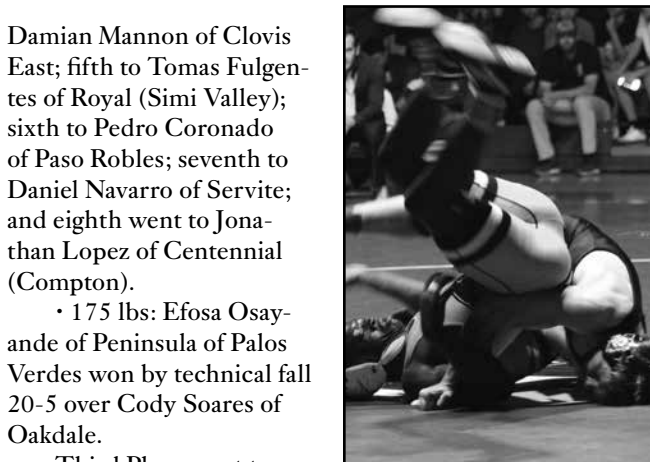 Damian Mannon of Clovis
East; fifth to Tomas Fulgen-
tes of Royal (Simi Valley);
sixth to Pedro Coronado
of Paso Robles; seventh to
Daniel Navarro of Servite;
and eighth went to Jona-
than Lopez of Centennial
(Compton).
• 175 lbs: Efosa Osay-
ande of Peninsula of Palos
Verdes won by technical fall
20-5 over Cody Soares of
Oakdale.